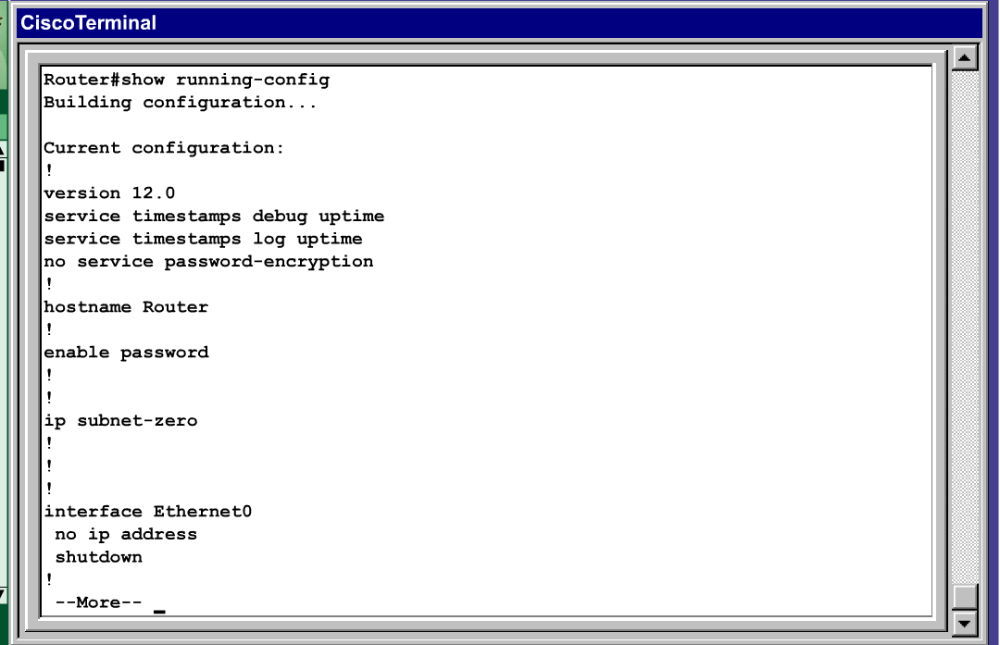 CiscoTerminal
Router#show running-config
Building configuration...
Current configuration:
!
version 12.0
service timestamps debug uptime
service timestamps log uptime
no service password-encryption
!
hostname Router
!
enable password
!
!
ip subnet-zero
!
!
!
interface Ethernet0
 no ip address
 shutdown
!
 --More--